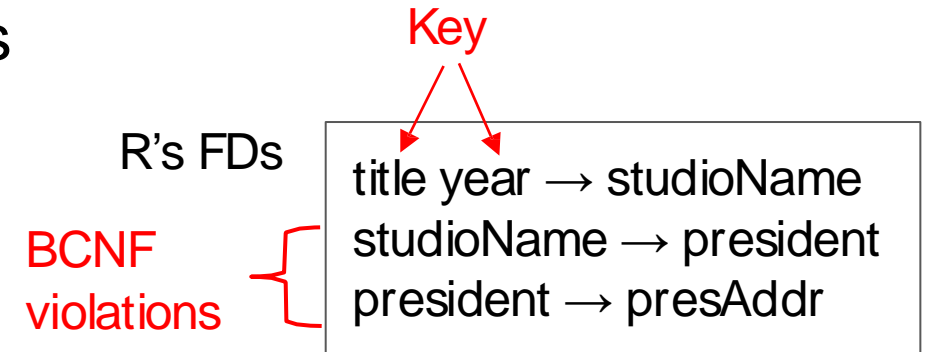 s
Key
R's FDs
title year → studioName
studioName → president
president → presAddr
BCNF
violations